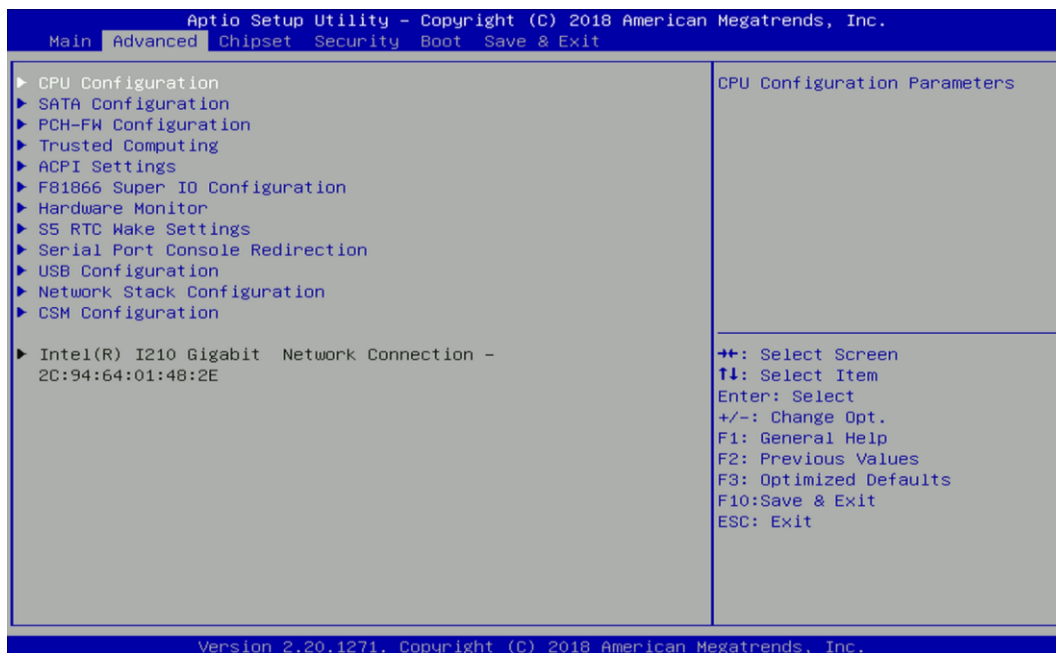 Aptio Setup Utility – Copyright (C) 2018 American Megatrends, Inc.
Main Advanced Chipset Security Boot Save & Exit
▶ CPU Configuration
▶ SATA Configuration
▶ PCH-FW Configuration
▶ Trusted Computing
▶ ACPI Settings
▶ F81866 Super IO Configuration
▶ Hardware Monitor
▶ S5 RTC Wake Settings
▶ Serial Port Console Redirection
▶ USB Configuration
▶ Network Stack Configuration
▶ CSM Configuration
▶ Intel(R) I210 Gigabit Network Connection –
2C:94:64:01:48:2E
CPU Configuration Parameters
→←: Select Screen
↑↓: Select Item
Enter: Select
+/-: Change Opt.
F1: General Help
F2: Previous Values
F3: Optimized Defaults
F10:Save & Exit
ESC: Exit
Version 2.20.1271. Copyright (C) 2018 American Megatrends, Inc.